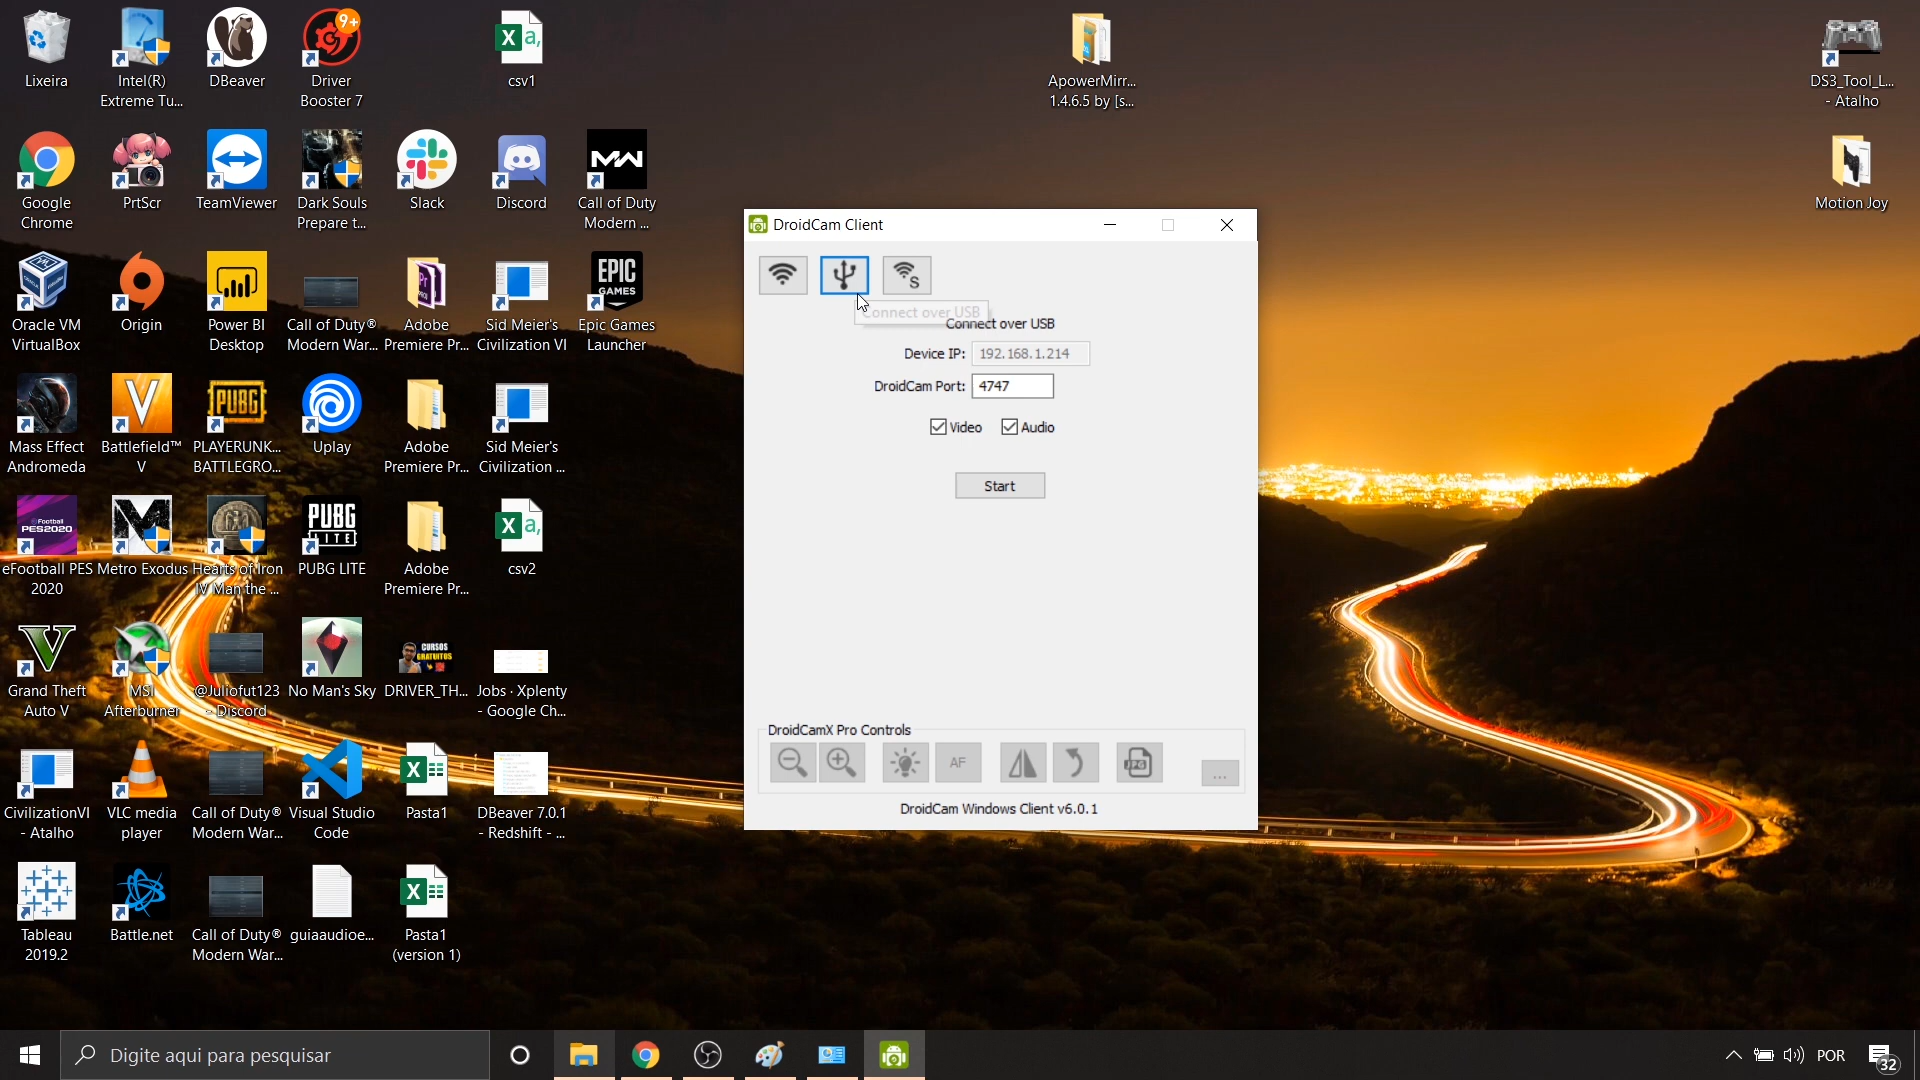 Lixeira
Intel(R)
Extreme Tu...
DBeaver
9+
Driver
Booster 7
X a,
csv1
ApowerMirr...
1.4.6.5 by [s...
DS3_Tool_L...
- Atalho
Google
Chrome
PrtScr
TeamViewer
Dark Souls
Prepare t...
Slack
Discord
MW
Call of Duty
Modern ...
Motion Joy
Oracle VM
VirtualBox
Origin
Power BI
Desktop
Call of Duty®
Modern War...
Pr
Adobe
Premiere Pr...
Sid Meier's
Civilization VI
EPIC
GAMES
Epic Games
Launcher
Mass Effect
Andromeda
V
Battlefield™
V
PUBG
PLAYERUNK...
BATTLEGRO...
Uplay
Adobe
Premiere Pr...
Sid Meier's
Civilization ...
eFootball
PES2020
eFootball PES
2020
Metro Exodus
Hearts of Iron
IV Man the ...
PUBG
LITE
PUBG LITE
Adobe
Premiere Pr...
X a,
csv2
V
Grand Theft
Auto V
MSI
Afterburner
@Juliofut123
- Discord
No Man's Sky
CURSOS
GRATUITOS
DRIVER_TH...
Jobs · Xplenty
- Google Ch...
CivilizationVI
- Atalho
VLC media
player
Call of Duty®
Modern War...
Visual Studio
Code
X
Pasta1
DBeaver 7.0.1
- Redshift - ...
Tableau
2019.2
Battle.net
Call of Duty®
Modern War...
guiaaudioe...
X
Pasta1
(version 1)
DroidCam Client
S
Connect over USB
Connect over USB
Device IP: 192.168.1.214
DroidCam Port: 4747
Video Audio
Start
DroidCamX Pro Controls
AF JPG ...
DroidCam Windows Client v6.0.1
Digite aqui para pesquisar
POR
32